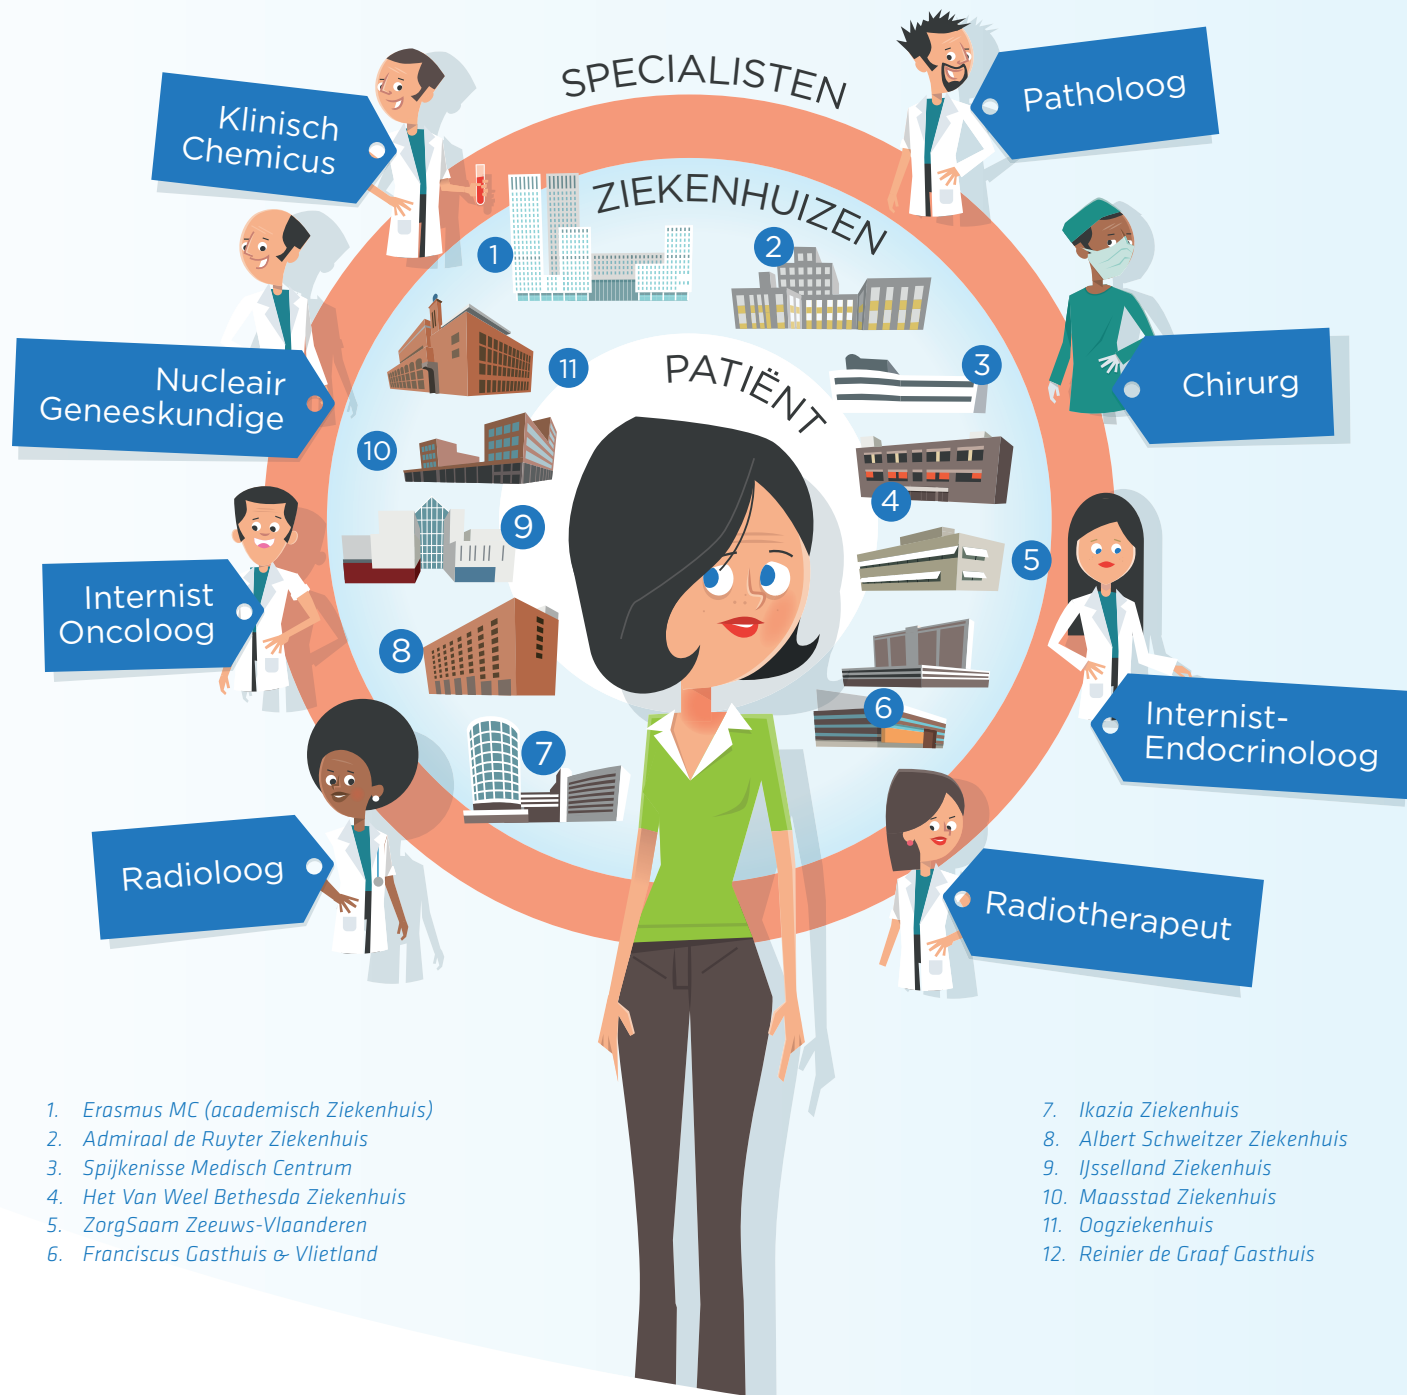 SPECIALISTEN
Klinisch
Chemicus
Patholoog
ZIEKENHUIZEN
1
2
Nucleair
Geneeskundige
11
PATIËNT
3
Chirurg
10
4
9
5
Internist
Oncoloog
8
6
Internist-
Endocrinoloog
7
Radioloog
Radiotherapeut
1. Erasmus MC (academisch Ziekenhuis)
2. Admiraal de Ruyter Ziekenhuis
3. Spijkenisse Medisch Centrum
4. Het Van Weel Bethesda Ziekenhuis
5. ZorgSaam Zeeuws-Vlaanderen
6. Franciscus Gasthuis & Vlietland
7. Ikazia Ziekenhuis
8. Albert Schweitzer Ziekenhuis
9. IJsselland Ziekenhuis
10. Maasstad Ziekenhuis
11. Oogziekenhuis
12. Reinier de Graaf Gasthuis